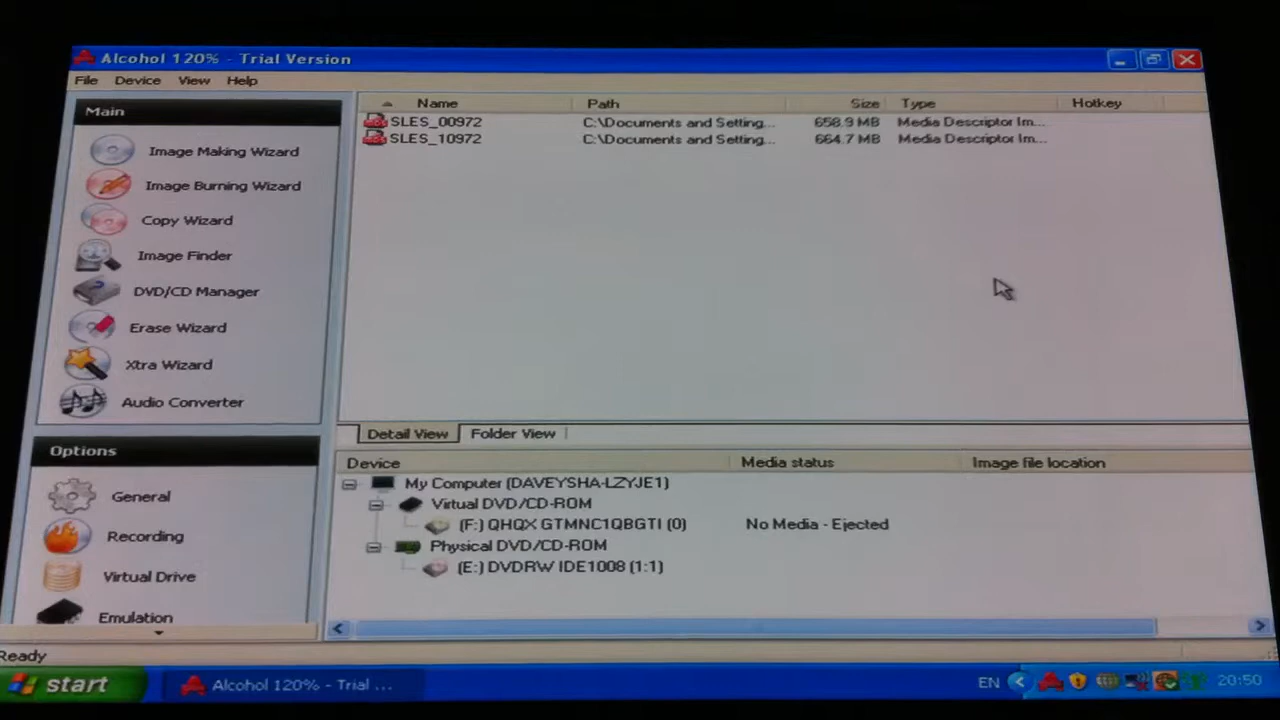 Alcohol 120% - Trial Version
File Device View Help
Main
Image Making Wizard
Image Burning Wizard
Copy Wizard
Image Finder
DVD/CD Manager
Erase Wizard
Xtra Wizard
Audio Converter
Options
General
Recording
Virtual Drive
Emulation
Name Path Size Type Hotkey
SLES_00972 C:\Documents and Setting... 658.9 MB Media Descriptor Im...
SLES_10972 C:\Documents and Setting... 664.7 MB Media Descriptor Im...
Detail View Folder View
Device Media status Image file location
My Computer (DAVEYSHA-LZYJE1)
Virtual DVD/CD-ROM
(F:) QHQX GTMNC1QBGTI (0) No Media - Ejected
Physical DVD/CD-ROM
(E:) DVDRW IDE1008 (1:1)
Ready
start Alcohol 120% - Trial ... EN 20:50